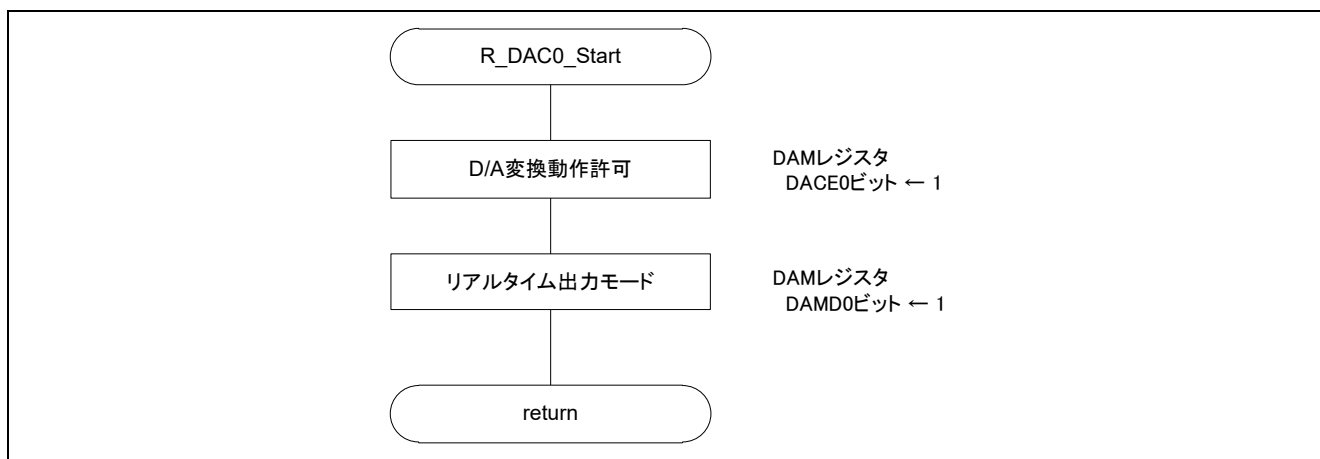 R_DAC0_Start
D/A変換動作許可
DAMレジスタ
DACE0ビット ← 1
リアルタイム出力モード
DAMレジスタ
DAMD0ビット ← 1
return